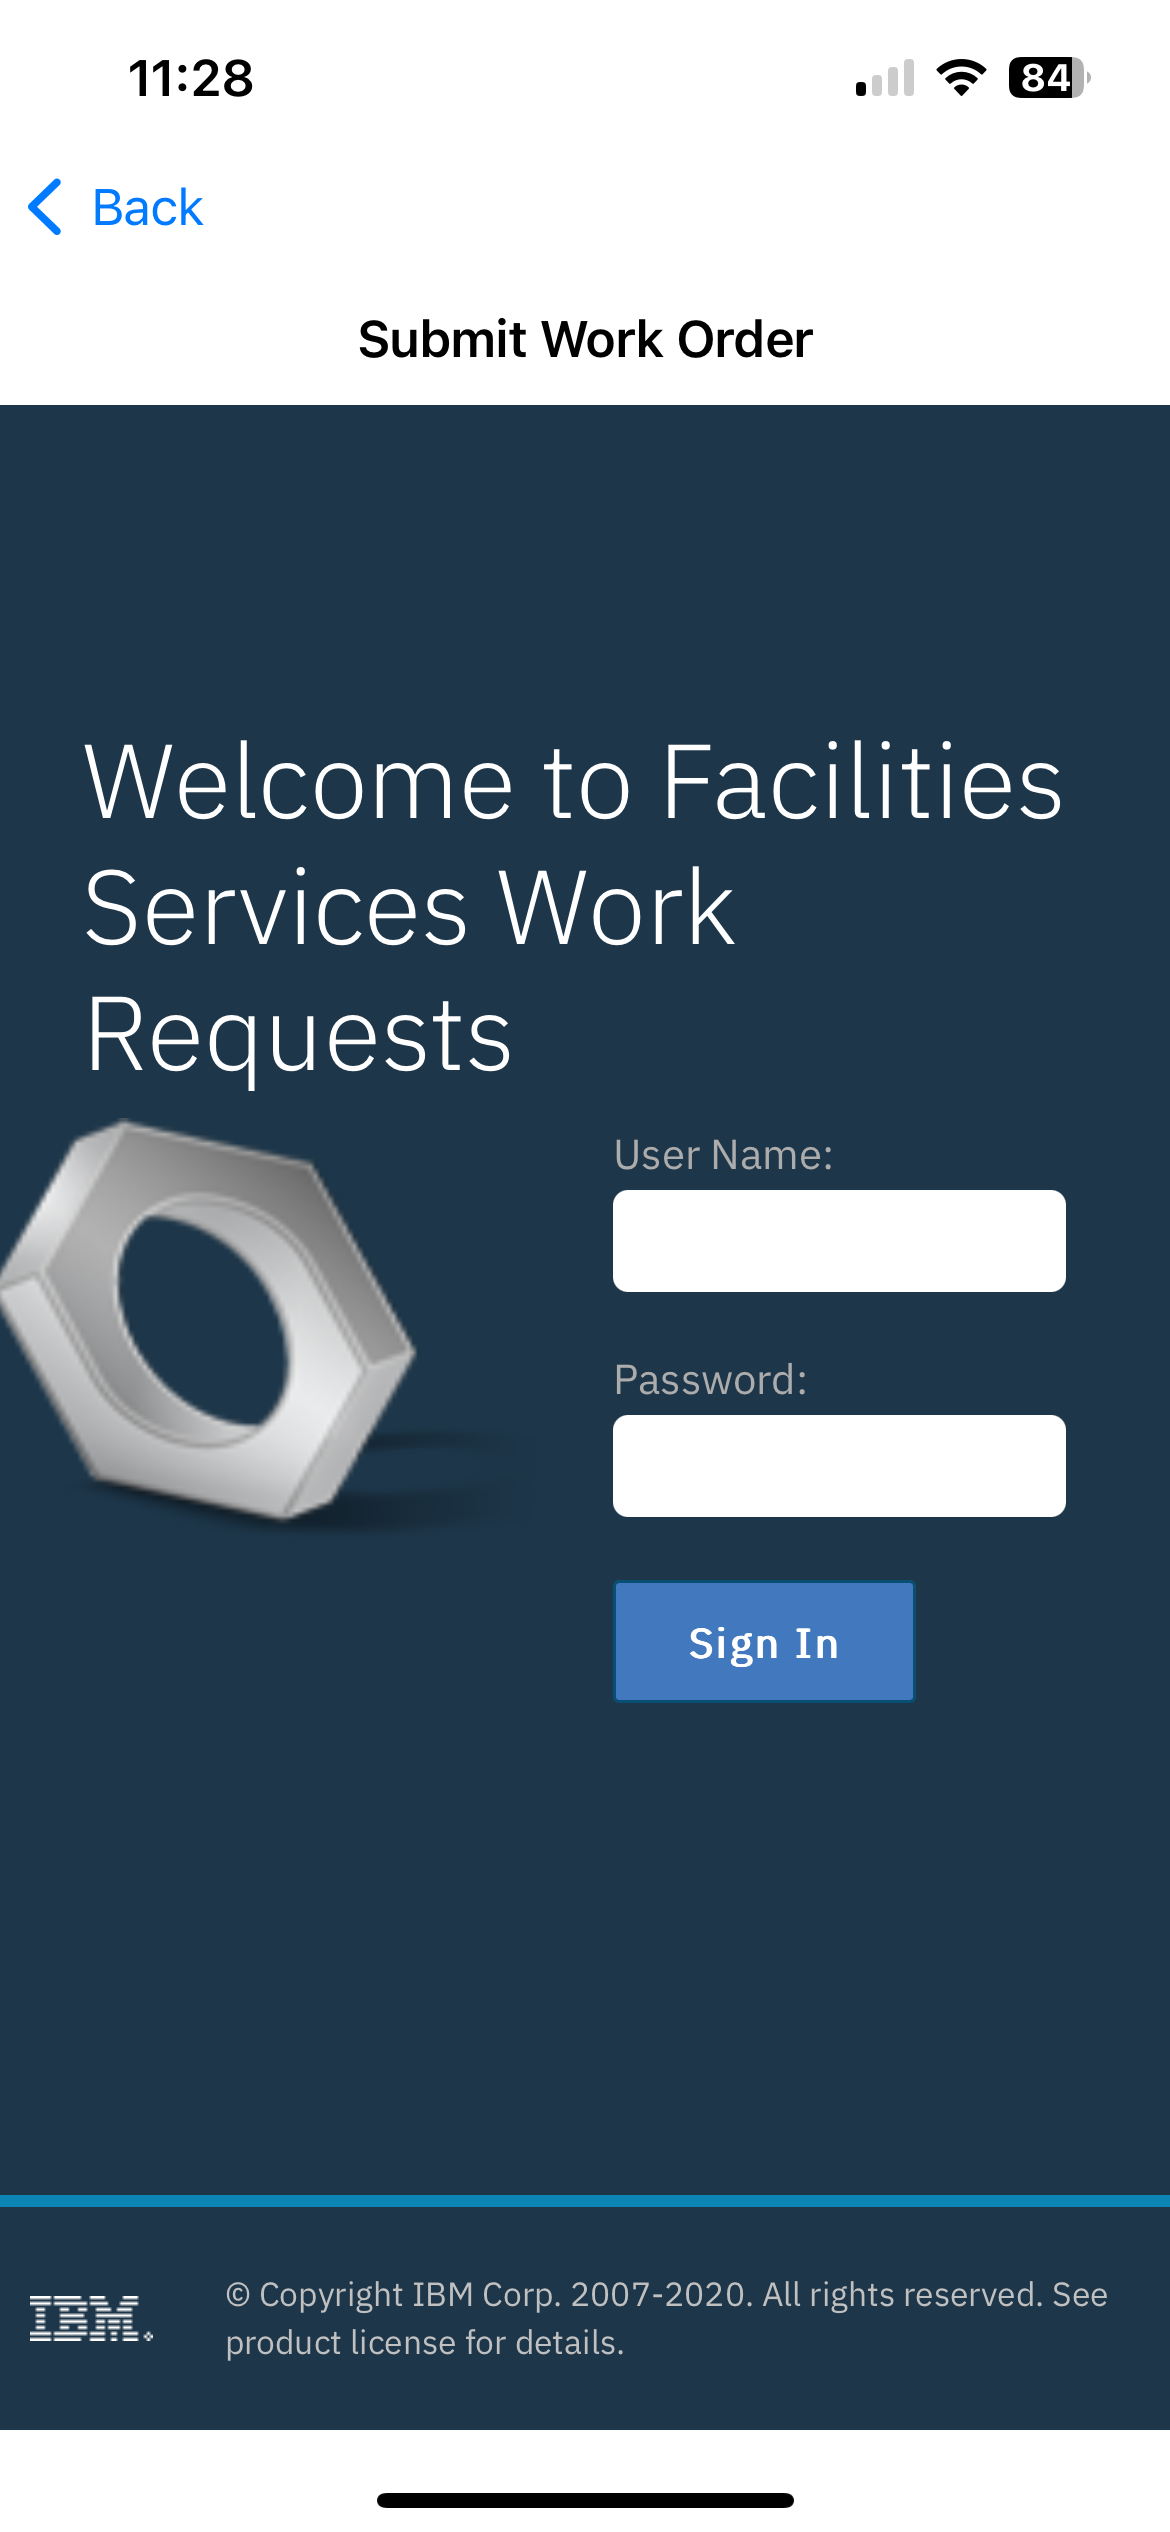 11:28
84
Back
Submit Work Order
Welcome to Facilities
Services Work
Requests
User Name:
Password:
Sign In
IBM.
© Copyright IBM Corp. 2007-2020. All rights reserved. See
product license for details.